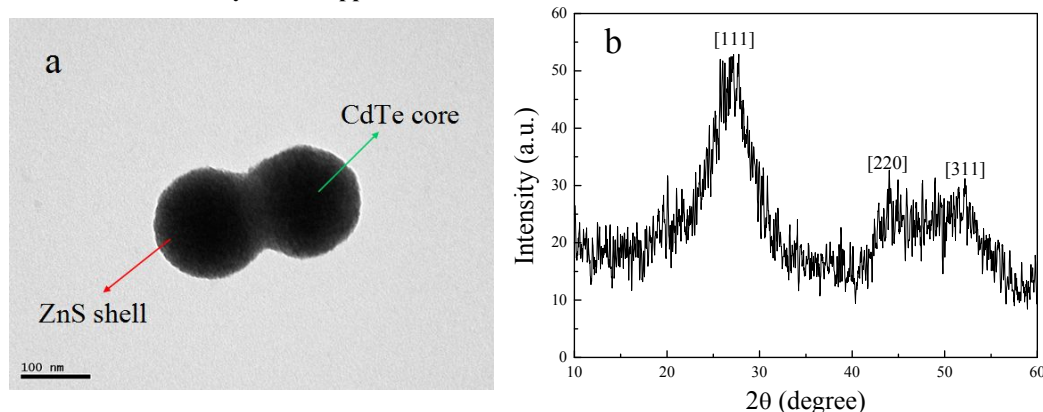 a
CdTe core
ZnS shell
100 nm
b
[111]
[220]
[311]
60
50
40
30
20
10
0
Intensity (a.u.)
10 20 30 40 50 60
2θ (degree)